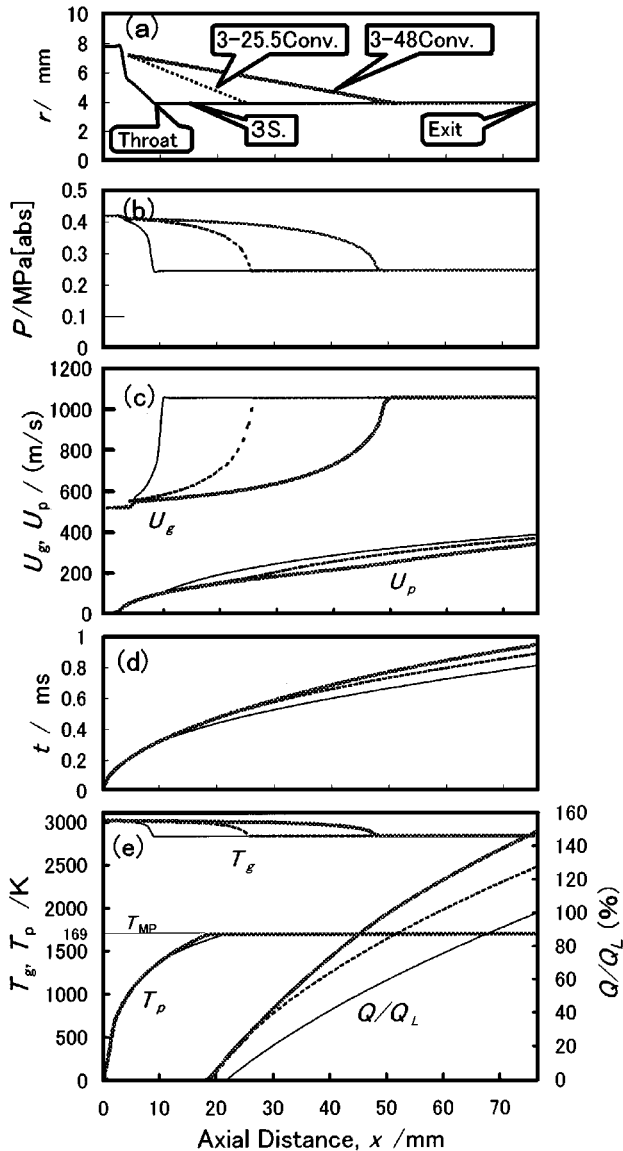 (a)
10
8
6
4
2
0
r/ mm
3-25.5Conv.
3-48Conv.
Throat
3S.
Exit
(b)
0.5
0.4
0.3
0.2
0.1
0
P/MPa[abs]
(c)
1200
1000
800
600
400
200
0
Ug, Up / (m/s)
Ug
Up
(d)
1
0.8
0.6
0.4
0.2
0
t / ms
(e)
3000
2500
2000
169
1500
1000
500
0
Tg, Tp /K
Tg
TMP
Tp
Q/QL
160
140
120
100
80
60
40
20
0
Q/QL (%)
0 10 20 30 40 50 60 70
Axial Distance, x /mm